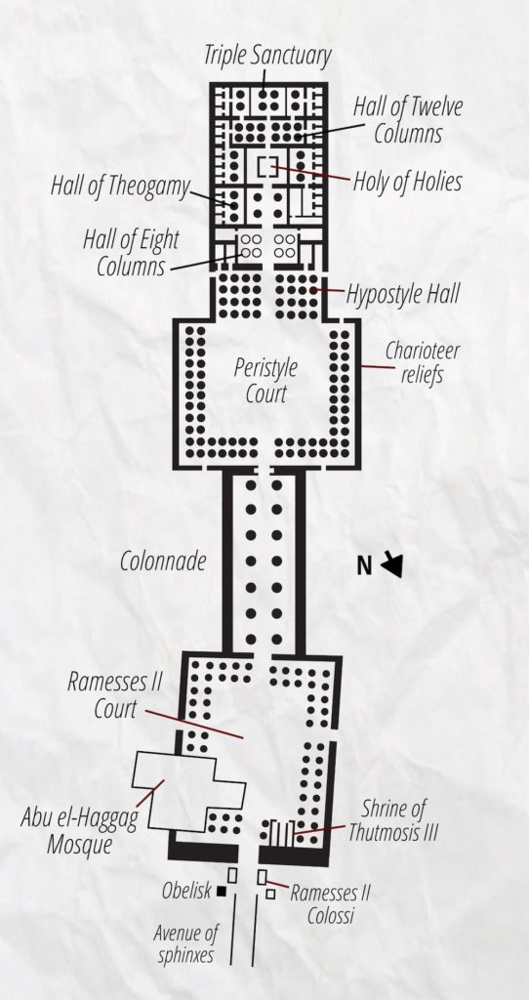 Triple Sanctuary
Hall of Twelve
Columns
Holy of Holies
Hall of Theogamy
Hall of Eight
Columns
Hypostyle Hall
Charioteer
reliefs
Peristyle
Court
Colonnade
N
Ramesses II
Court
Abu el-Haggag
Mosque
Shrine of
Thutmosis III
Obelisk
Ramesses II
Colossi
Avenue of
sphinxes